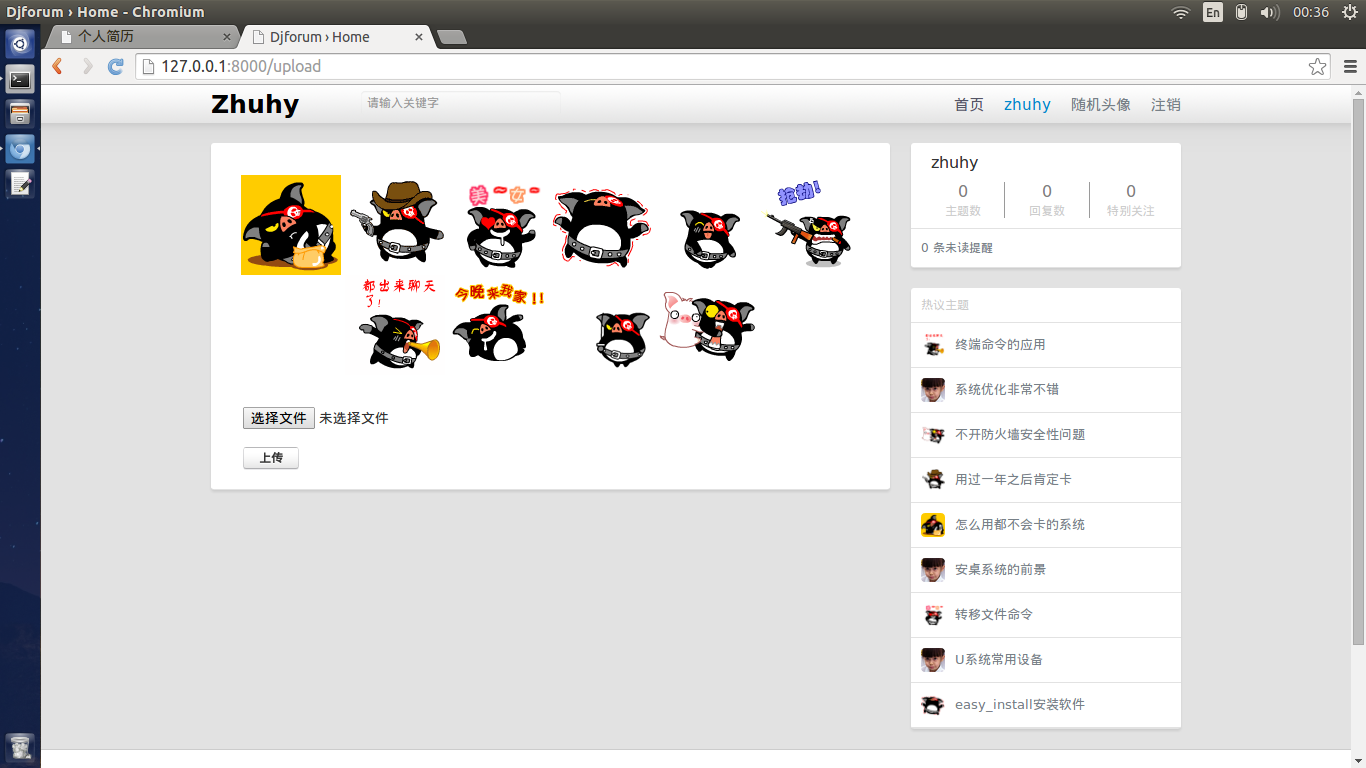 Djforum › Home - Chromium
En
00:36
个人简历
Djforum › Home
127.0.0.1:8000/upload
Zhuhy
请输入关键字
首页
zhuhy
随机头像
注销
美~女~
抢劫!
都出来聊天
了!
今晚来我家!!
选择文件 未选择文件
上传
zhuhy
0
主题数
0
回复数
0
特别关注
0 条未读提醒
热议主题
终端命令的应用
系统优化非常不错
不开防火墙安全性问题
用过一年之后肯定卡
怎么用都不会卡的系统
安桌系统的前景
转移文件命令
U系统常用设备
easy_install安装软件